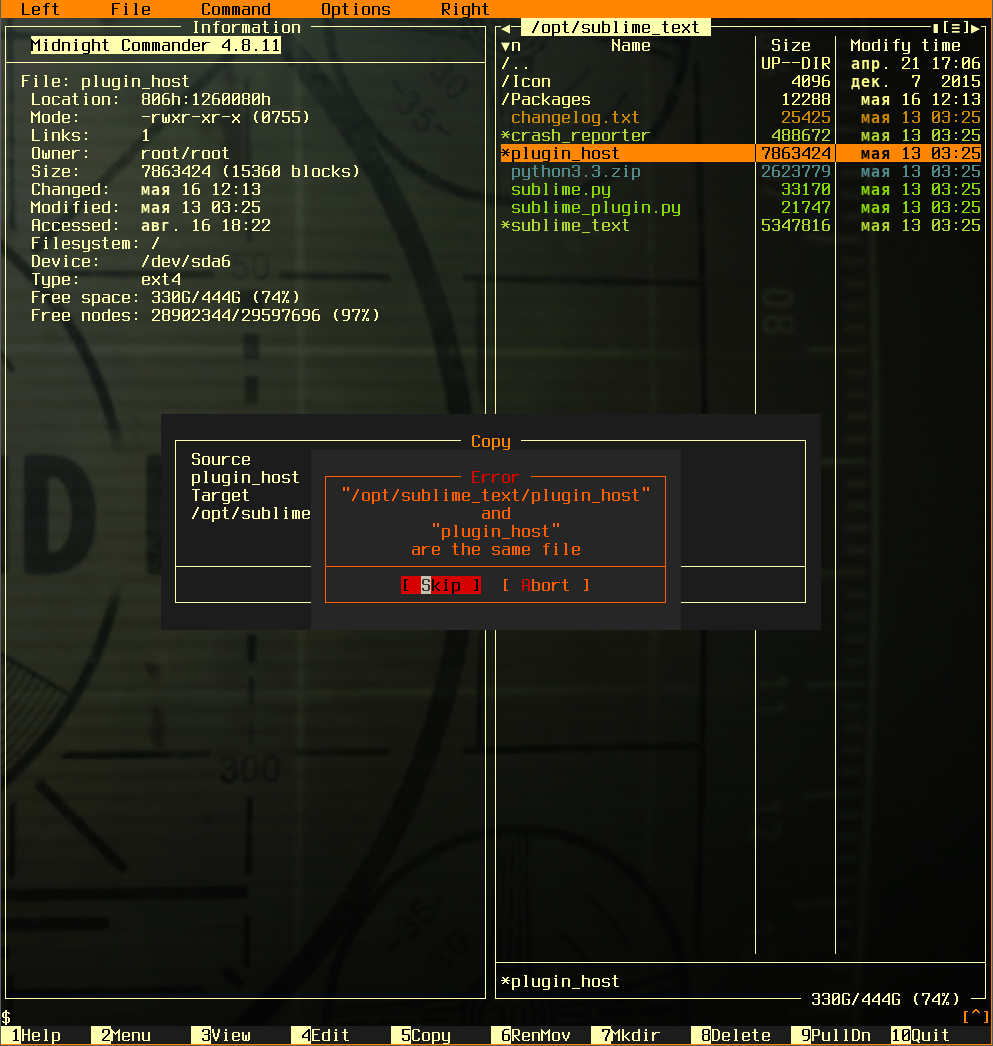 Left File Command Options Right
Information
Midnight Commander 4.8.11
File: plugin_host
Location: 806h:1260080h
Mode: -rwxr-xr-x (0755)
Links: 1
Owner: root/root
Size: 7863424 (15360 blocks)
Changed: мая 16 12:13
Modified: мая 13 03:25
Accessed: авг. 16 18:22
Filesystem: /
Device: /dev/sda6
Type: ext4
Free space: 330G/444G (74%)
Free nodes: 28902344/29597696 (97%)
◀ /opt/sublime_text ▮[≡]▶
▼n Name Size Modify time
/.. UP--DIR апр. 21 17:06
/Icon 4096 дек. 7 2015
/Packages 12288 мая 16 12:13
changelog.txt 25425 мая 13 03:25
*crash_reporter 488672 мая 13 03:25
*plugin_host 7863424 мая 13 03:25
python3.3.zip 2623779 мая 13 03:25
sublime.py 33170 мая 13 03:25
sublime_plugin.py 21747 мая 13 03:25
*sublime_text 5347816 мая 13 03:25
Copy
Source
plugin_host
Target
/opt/sublime
Error
"/opt/sublime_text/plugin_host"
and
"plugin_host"
are the same file
[ Skip ] [ Abort ]
300
*plugin_host
330G/444G (74%)
$ [^]
1Help 2Menu 3View 4Edit 5Copy 6RenMov 7Mkdir 8Delete 9PullDn 10Quit